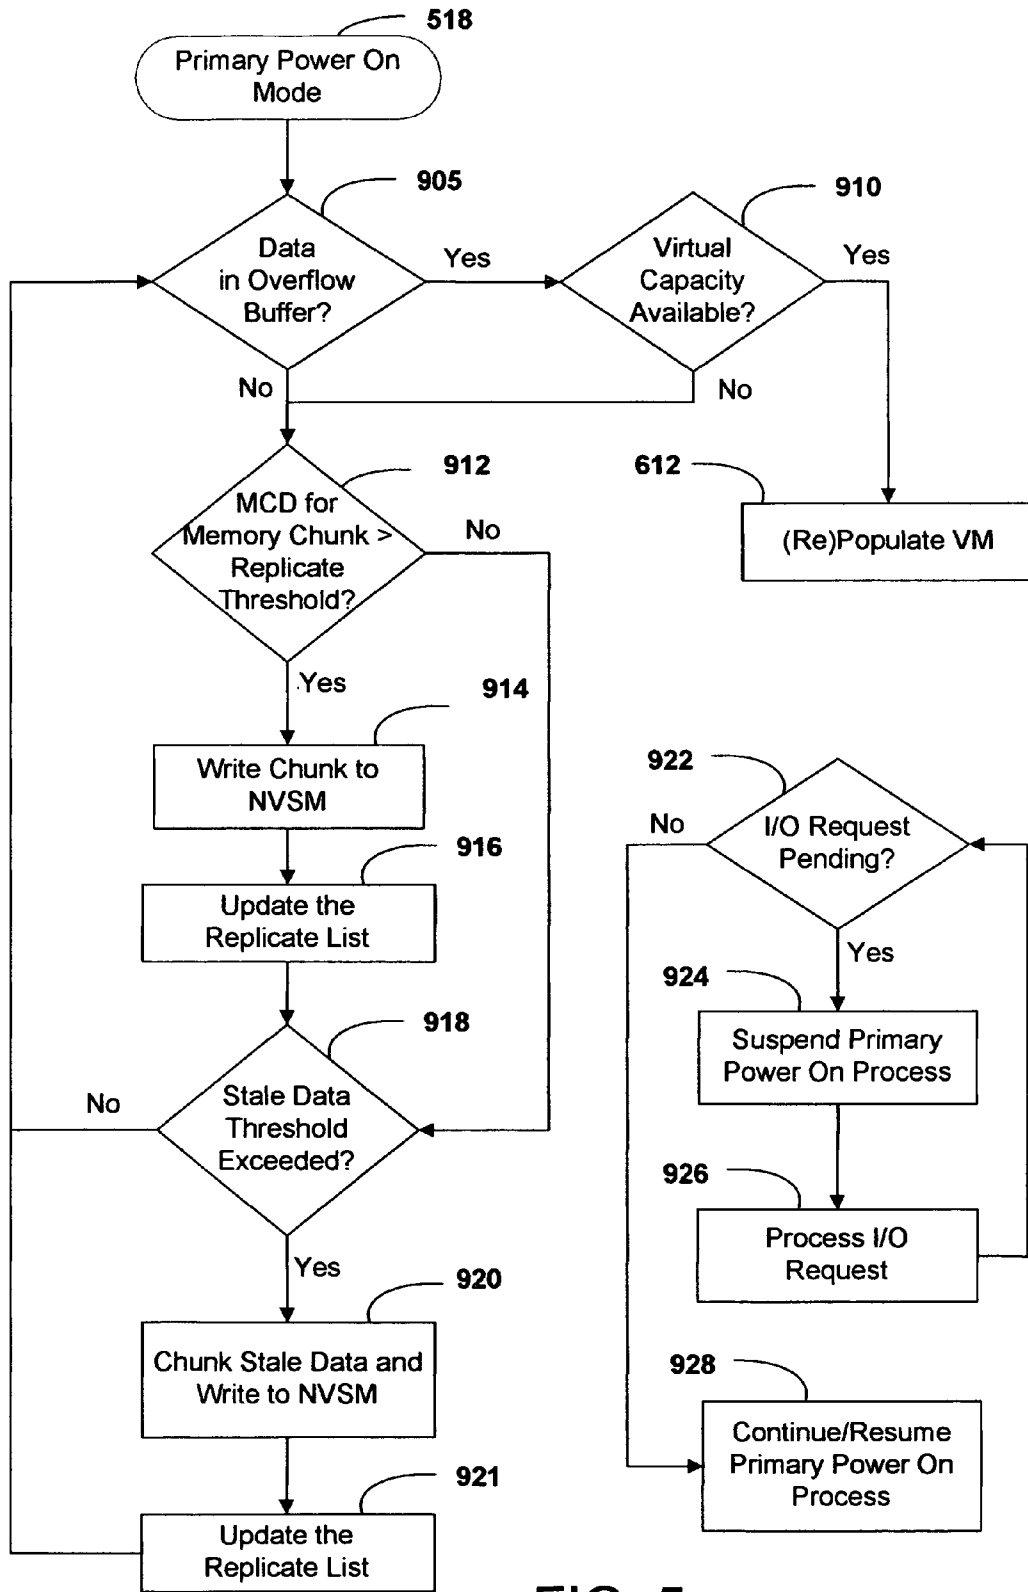 518
Primary Power On
Mode
905
Data
in Overflow
Buffer?
Yes
No
910
Virtual
Capacity
Available?
Yes
No
912
MCD for
Memory Chunk >
Replicate
Threshold?
No
Yes
612
(Re)Populate VM
914
Write Chunk to
NVSM
916
Update the
Replicate List
918
Stale Data
Threshold
Exceeded?
No
Yes
920
Chunk Stale Data and
Write to NVSM
921
Update the
Replicate List
922
I/O Request
Pending?
No
Yes
924
Suspend Primary
Power On Process
926
Process I/O
Request
928
Continue/Resume
Primary Power On
Process